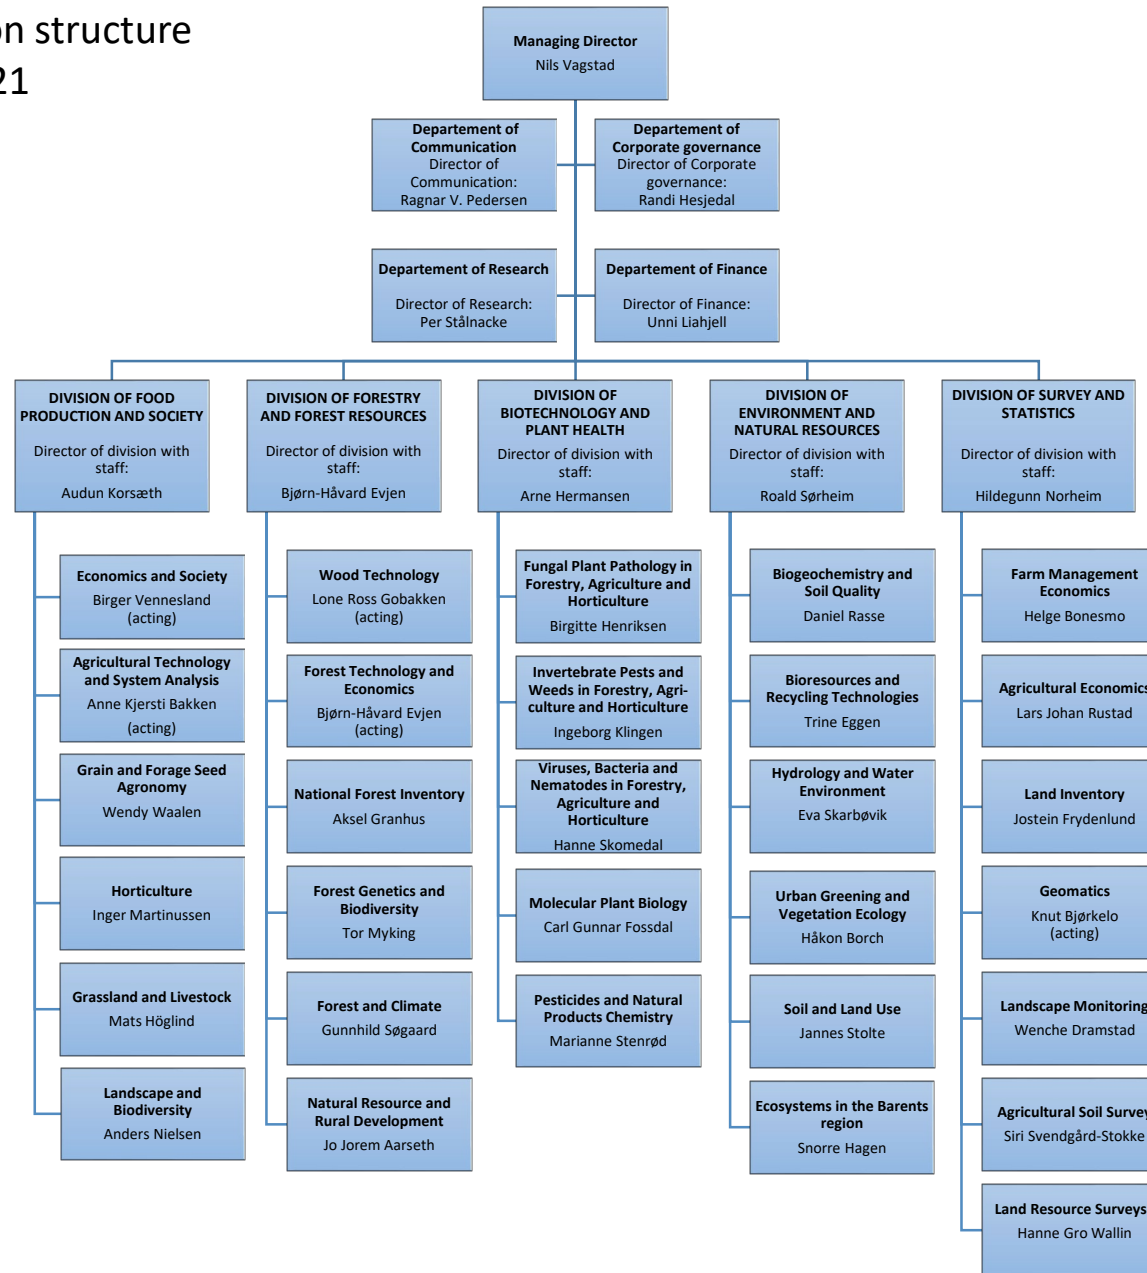 on structure
21
Managing Director
Nils Vagstad
Departement of
Communication
Director of
Communication:
Ragnar V. Pedersen
Departement of
Corporate governance
Director of Corporate
governance:
Randi Hesjedal
Departement of Research
Director of Research:
Per Stålnacke
Departement of Finance
Director of Finance:
Unni Liahjell
DIVISION OF FOOD
PRODUCTION AND SOCIETY
Director of division with
staff:
Audun Korsæth
Economics and Society
Birger Vennesland
(acting)
Agricultural Technology
and System Analysis
Anne Kjersti Bakken
(acting)
Grain and Forage Seed
Agronomy
Wendy Waalen
Horticulture
Inger Martinussen
Grassland and Livestock
Mats Höglind
Landscape and
Biodiversity
Anders Nielsen
DIVISION OF FORESTRY
AND FOREST RESOURCES
Director of division with
staff:
Bjørn-Håvard Evjen
Wood Technology
Lone Ross Gobakken
(acting)
Forest Technology and
Economics
Bjørn-Håvard Evjen
(acting)
National Forest Inventory
Aksel Granhus
Forest Genetics and
Biodiversity
Tor Myking
Forest and Climate
Gunnhild Søgaard
Natural Resource and
Rural Development
Jo Jorem Aarseth
DIVISION OF
BIOTECHNOLOGY AND
PLANT HEALTH
Director of division with
staff:
Arne Hermansen
Fungal Plant Pathology in
Forestry, Agriculture and
Horticulture
Birgitte Henriksen
Invertebrate Pests and
Weeds in Forestry, Agri-
culture and Horticulture
Ingeborg Klingen
Viruses, Bacteria and
Nematodes in Forestry,
Agriculture and
Horticulture
Hanne Skomedal
Molecular Plant Biology
Carl Gunnar Fossdal
Pesticides and Natural
Products Chemistry
Marianne Stenrød
DIVISION OF
ENVIRONMENT AND
NATURAL RESOURCES
Director of division with
staff:
Roald Sørheim
Biogeochemistry and
Soil Quality
Daniel Rasse
Bioresources and
Recycling Technologies
Trine Eggen
Hydrology and Water
Environment
Eva Skarbøvik
Urban Greening and
Vegetation Ecology
Håkon Borch
Soil and Land Use
Jannes Stolte
Ecosystems in the Barents
region
Snorre Hagen
DIVISION OF SURVEY AND
STATISTICS
Director of division with
staff:
Hildegunn Norheim
Farm Management
Economics
Helge Bonesmo
Agricultural Economics
Lars Johan Rustad
Land Inventory
Jostein Frydenlund
Geomatics
Knut Bjørkelo
(acting)
Landscape Monitoring
Wenche Dramstad
Agricultural Soil Survey
Siri Svendgård-Stokke
Land Resource Surveys
Hanne Gro Wallin